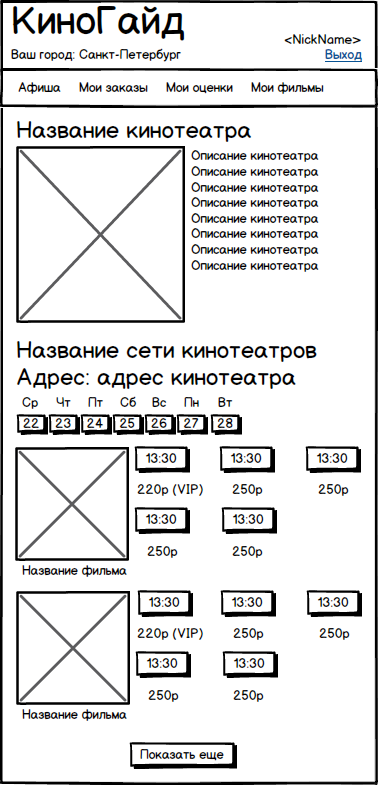 КиноГайд
<NickName>
Ваш город: Санкт-Петербург
Выход
Афиша Мои заказы Мои оценки Мои фильмы
Название кинотеатра
Описание кинотеатра
Описание кинотеатра
Описание кинотеатра
Описание кинотеатра
Описание кинотеатра
Описание кинотеатра
Описание кинотеатра
Описание кинотеатра
Название сети кинотеатров
Адрес: адрес кинотеатра
Ср Чт Пт Сб Вс Пн Вт
22 23 24 25 26 27 28
13:30 13:30 13:30
220р (VIP) 250р 250р
13:30 13:30
250р 250р
Название фильма
13:30 13:30 13:30
220р (VIP) 250р 250р
13:30 13:30
250р 250р
Название фильма
Показать еще